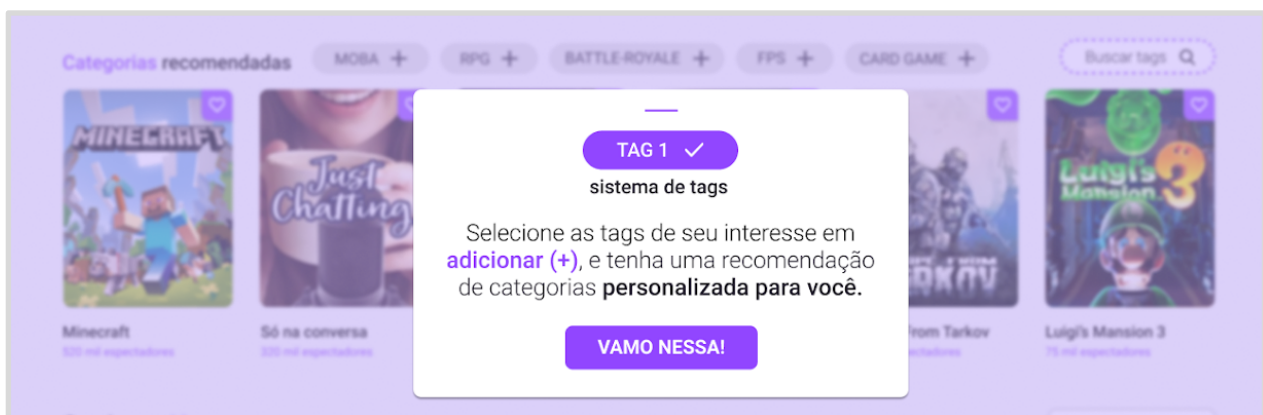 Categorias recomendadas
MOBA +
RPG +
BATTLE-ROYALE +
FPS +
CARD GAME +
Buscar tags
MINECRAFT
Just
Chatting
Luigi's
Mansion 3
TAG 1
sistema de tags
Selecione as tags de seu interesse em
adicionar (+), e tenha uma recomendação
de categorias personalizada para você.
VAMO NESSA!
Minecraft
520 mil espectadores
Só na conversa
320 mil espectadores
From Tarkov
Luigi's Mansion 3
75 mil espectadores